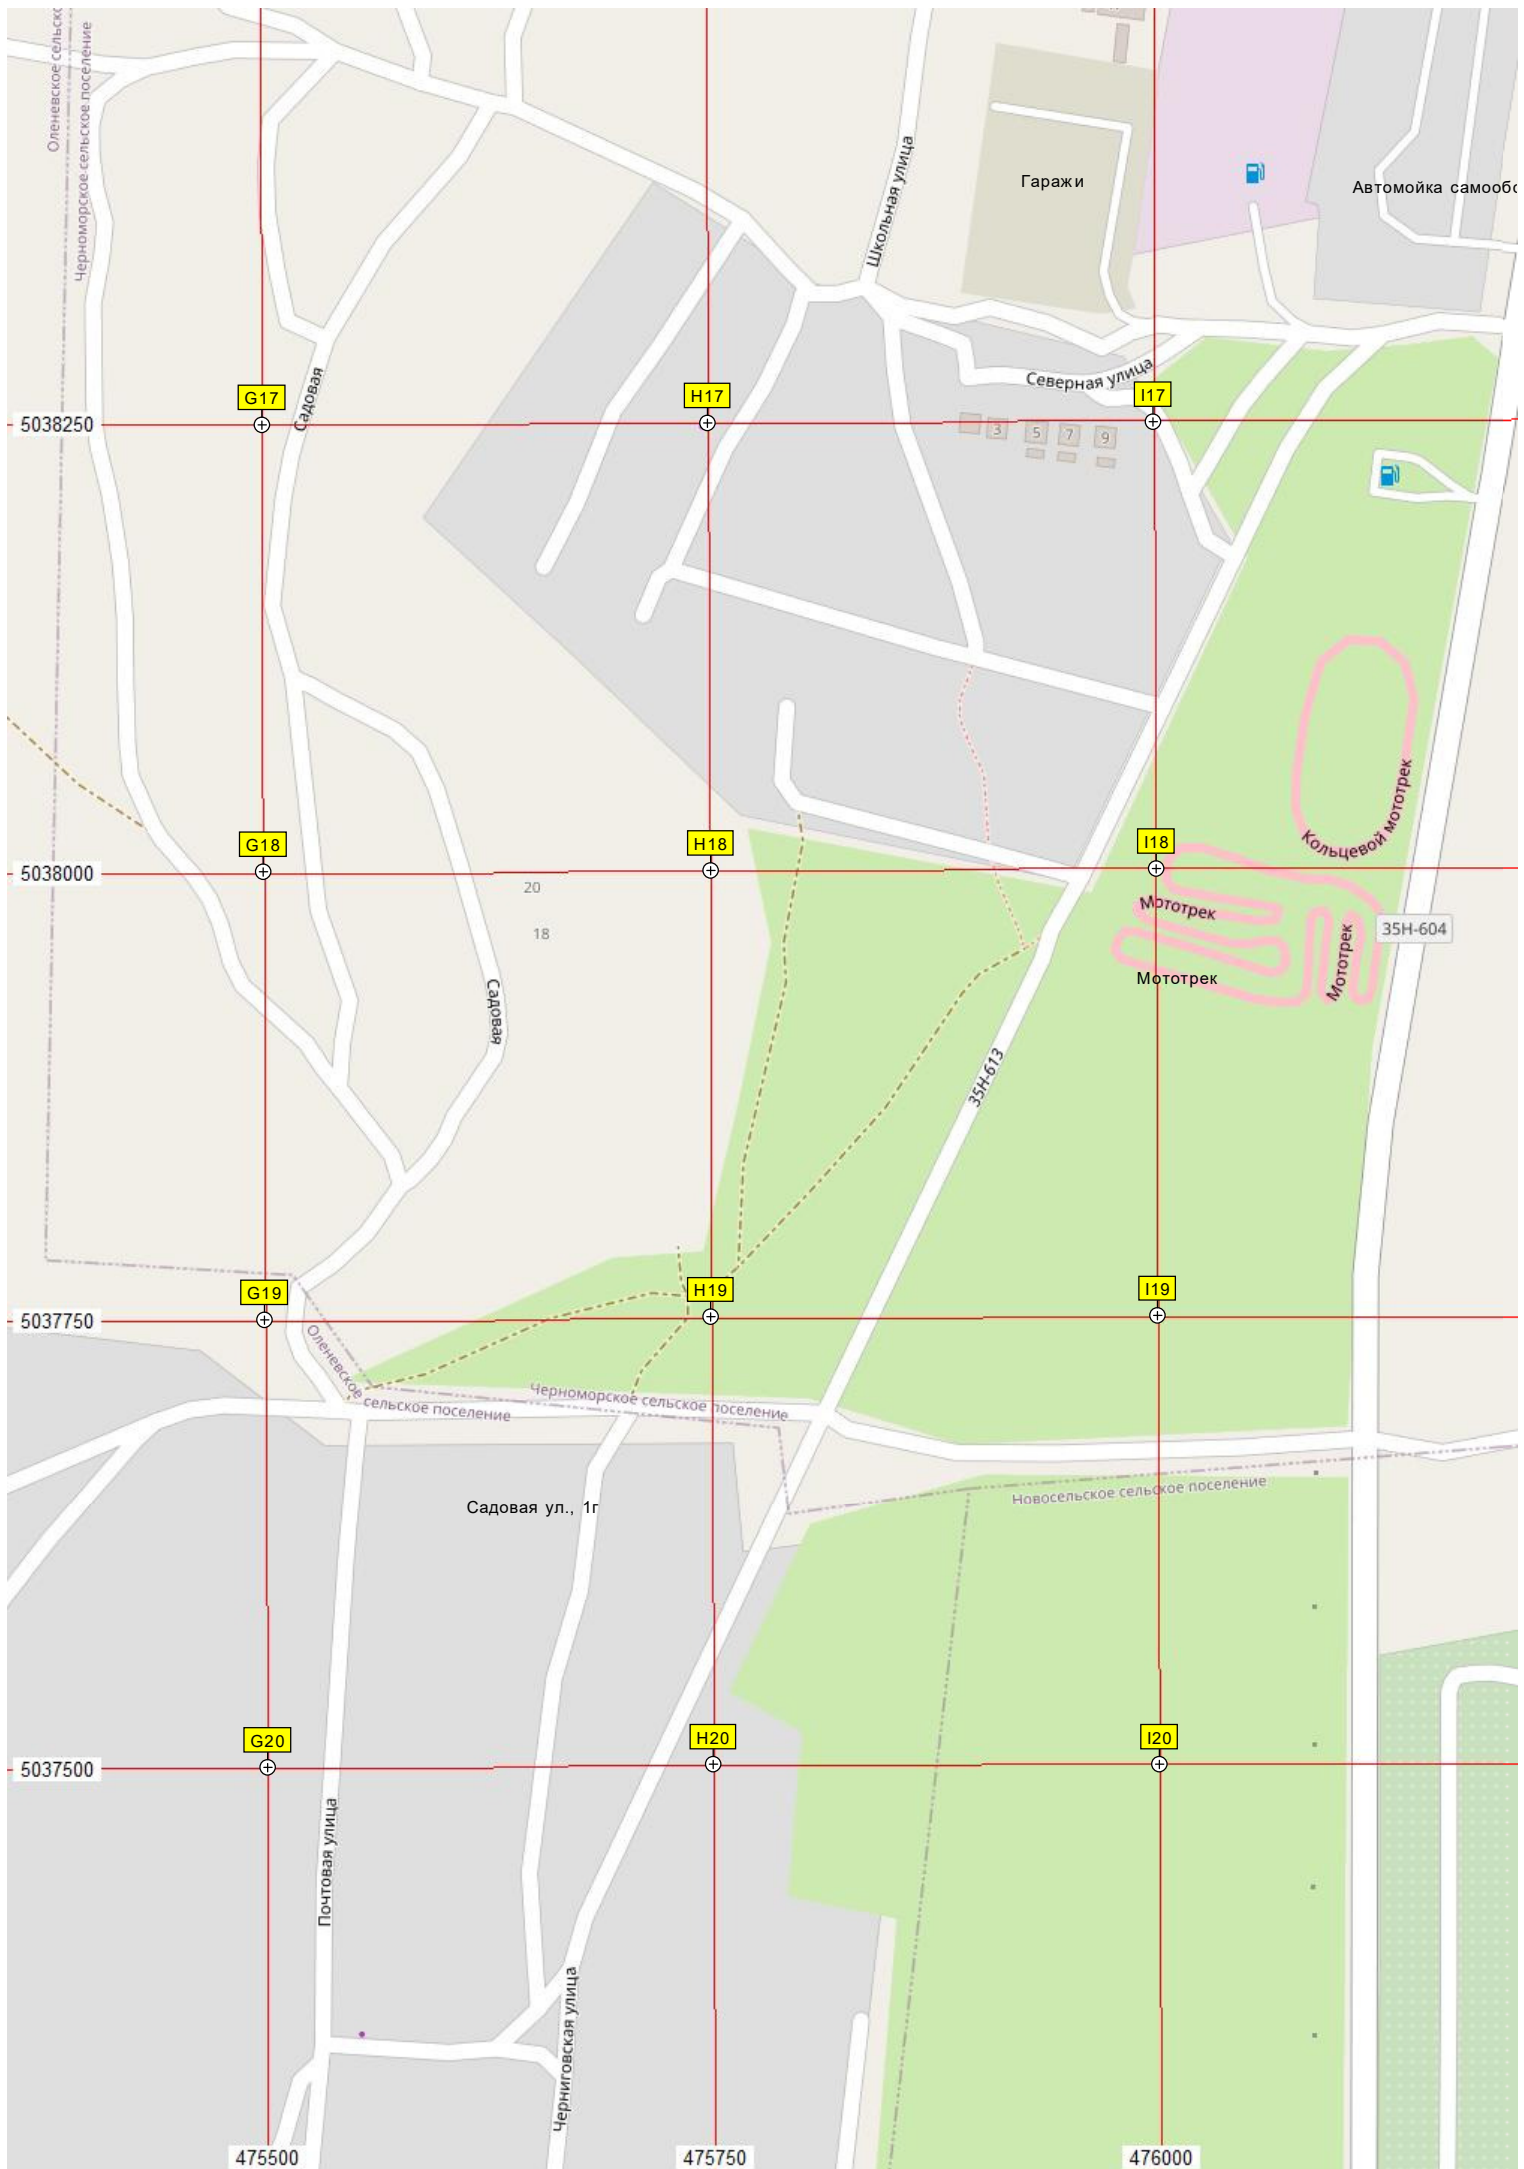 Оленевское сельско
Черноморское сельское поселение
Школьная улица
Гаражи
Автомойка самообс
Северная улица
G17
H17
I17
Садовая
5038250
3
5
7
9
Кольцевой мототрек
G18
H18
I18
5038000
20
18
Мототрек
35Н-604
Мототрек
Мототрек
Садовая
35Н-613
G19
H19
I19
5037750
Оленевское сельское поселение
Черноморское сельское поселение
Новосельское сельское поселение
Садовая ул., 1г
G20
H20
I20
5037500
Почтовая улица
Черниговская улица
475500
475750
476000